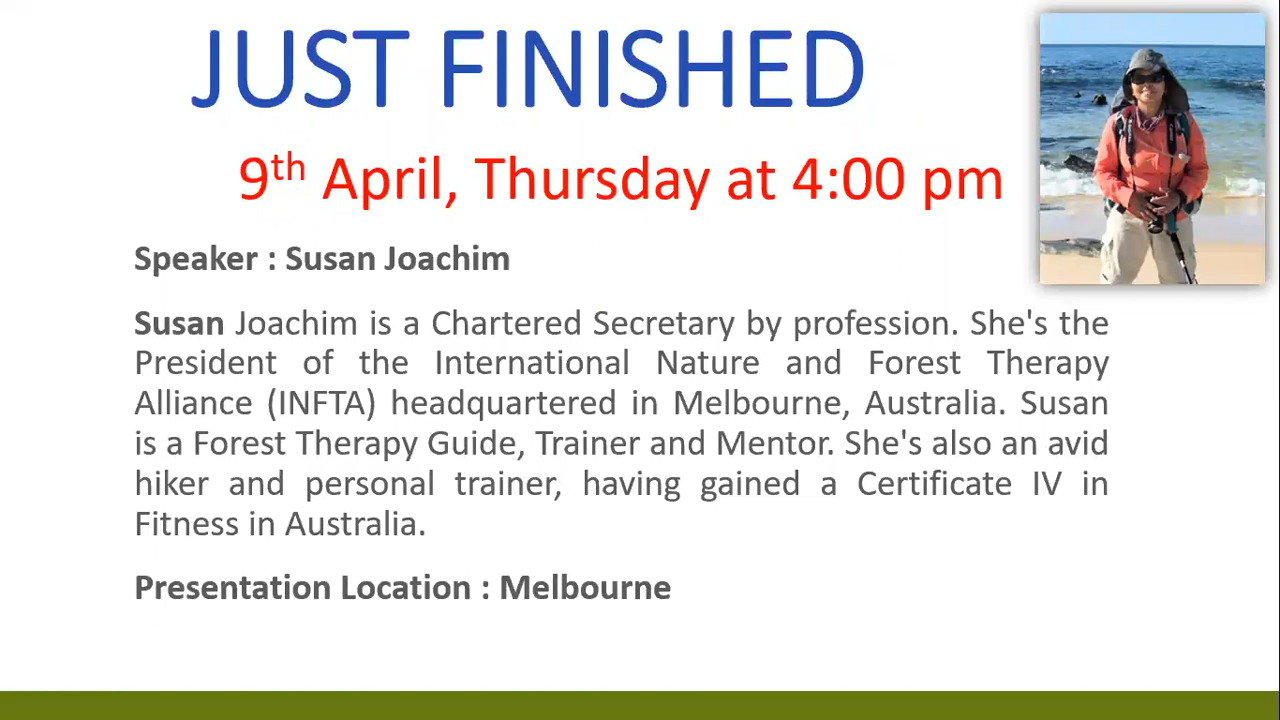 JUST FINISHED
9th April, Thursday at 4:00 pm
Speaker : Susan Joachim
Susan Joachim is a Chartered Secretary by profession. She's the
President of the International Nature and Forest Therapy
Alliance (INFTA) headquartered in Melbourne, Australia. Susan
is a Forest Therapy Guide, Trainer and Mentor. She's also an avid
hiker and personal trainer, having gained a Certificate IV in
Fitness in Australia.
Presentation Location : Melbourne